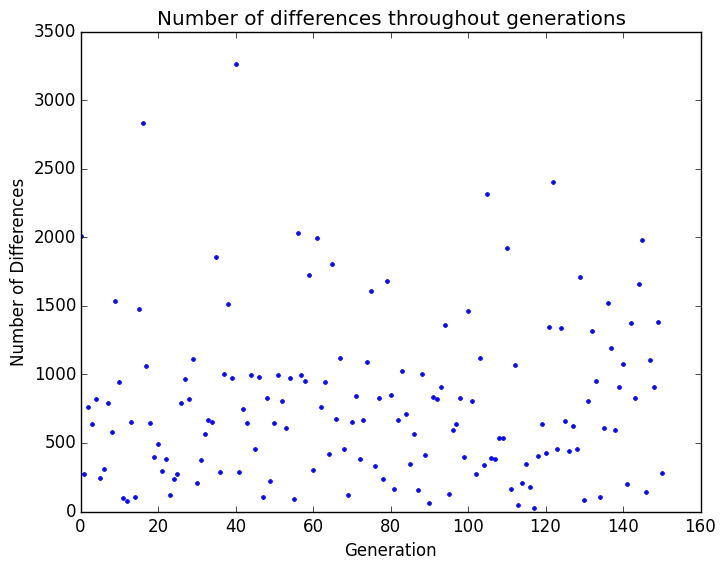 Number of differences throughout generations
3500
3000
2500
2000
1500
1000
500
0
Number of Differences
0 20 40 60 80 100 120 140 160
Generation